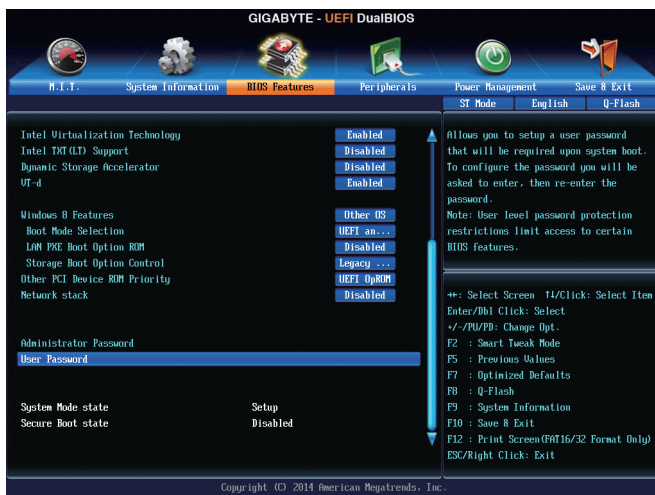 GIGABYTE - UEFI DualBIOS
M.I.T. System Information BIOS Features Peripherals Power Management Save & Exit
ST Mode English Q-Flash
Intel Virtualization Technology Enabled
Intel TXT(LT) Support Disabled
Dynamic Storage Accelerator Disabled
VT-d Enabled
Windows 8 Features Other OS
Boot Mode Selection UEFI an...
LAN PXE Boot Option ROM Disabled
Storage Boot Option Control Legacy ...
Other PCI Device ROM Priority UEFI OpROM
Network stack Disabled
Administrator Password
User Password
System Mode state Setup
Secure Boot state Disabled
Allows you to setup a user password
that will be required upon system boot.
To configure the password you will be
asked to enter, then re-enter the
password.
Note: User level password protection
restrictions limit access to certain
BIOS features.
↔: Select Screen ↑↓/Click: Select Item
Enter/Dbl Click: Select
+/-/PU/PD: Change Opt.
F2 : Smart Tweak Mode
F5 : Previous Values
F7 : Optimized Defaults
F8 : Q-Flash
F9 : System Information
F10 : Save & Exit
F12 : Print Screen(FAT16/32 Format Only)
ESC/Right Click: Exit
Copyright (C) 2014 American Megatrends, Inc.